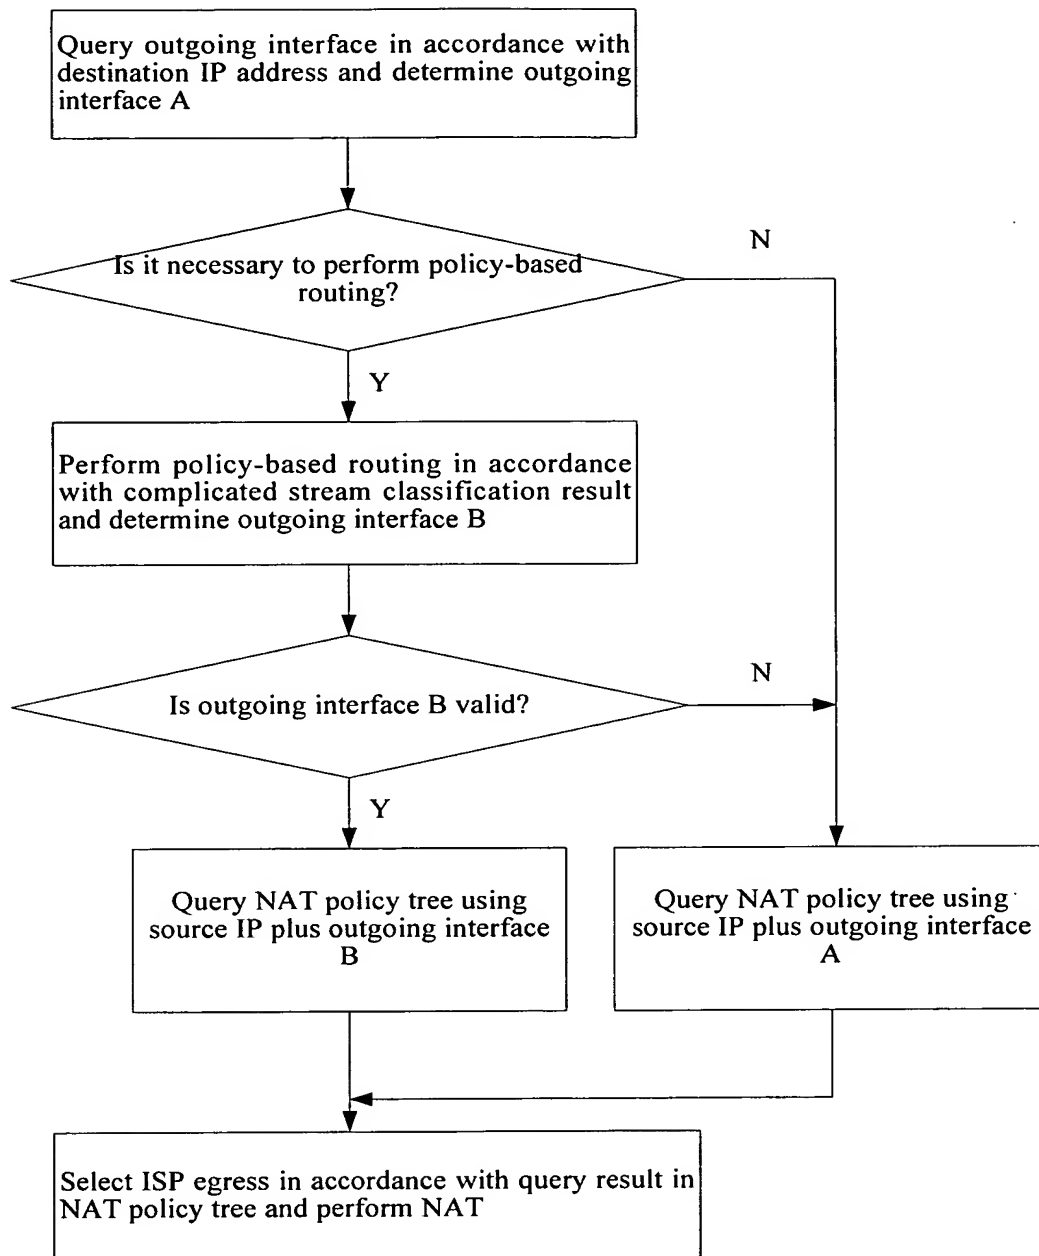 Query outgoing interface in accordance with
destination IP address and determine outgoing
interface A
Is it necessary to perform policy-based
routing?
N
Y
Perform policy-based routing in accordance
with complicated stream classification result
and determine outgoing interface B
Is outgoing interface B valid?
N
Y
Query NAT policy tree using
source IP plus outgoing interface
B
Query NAT policy tree using
source IP plus outgoing interface
A
Select ISP egress in accordance with query result in
NAT policy tree and perform NAT